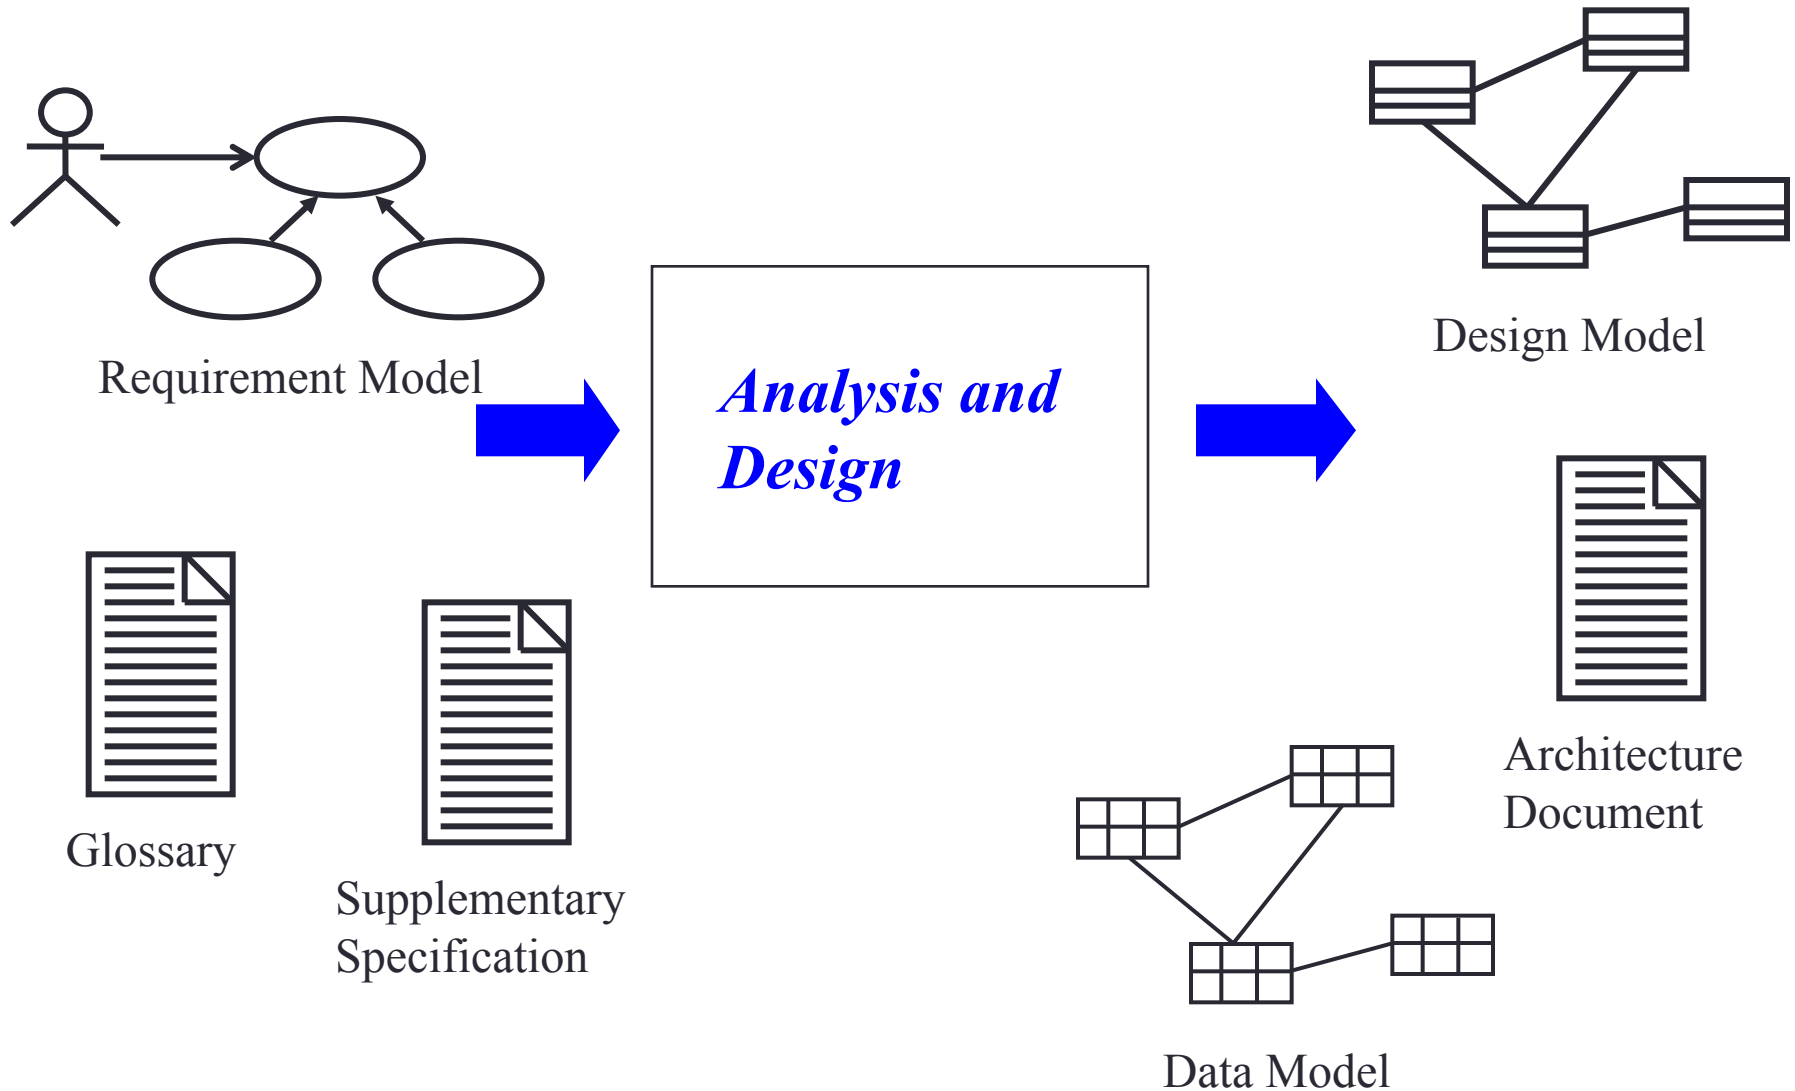 Requirement Model
Glossary
Supplementary
Specification
Analysis and
Design
Design Model
Architecture
Document
Data Model